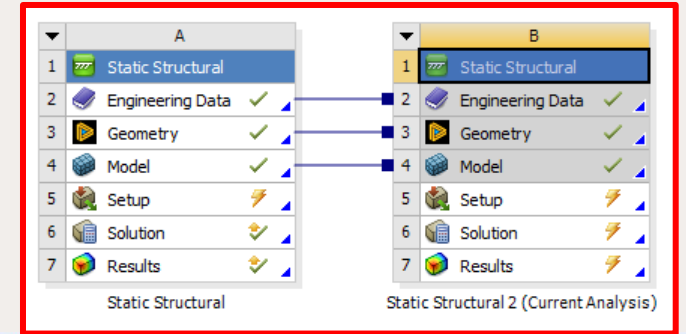 A
1 Static Structural
2 Engineering Data
3 Geometry
4 Model
5 Setup
6 Solution
7 Results
Static Structural
B
1 Static Structural
2 Engineering Data
3 Geometry
4 Model
5 Setup
6 Solution
7 Results
Static Structural 2 (Current Analysis)